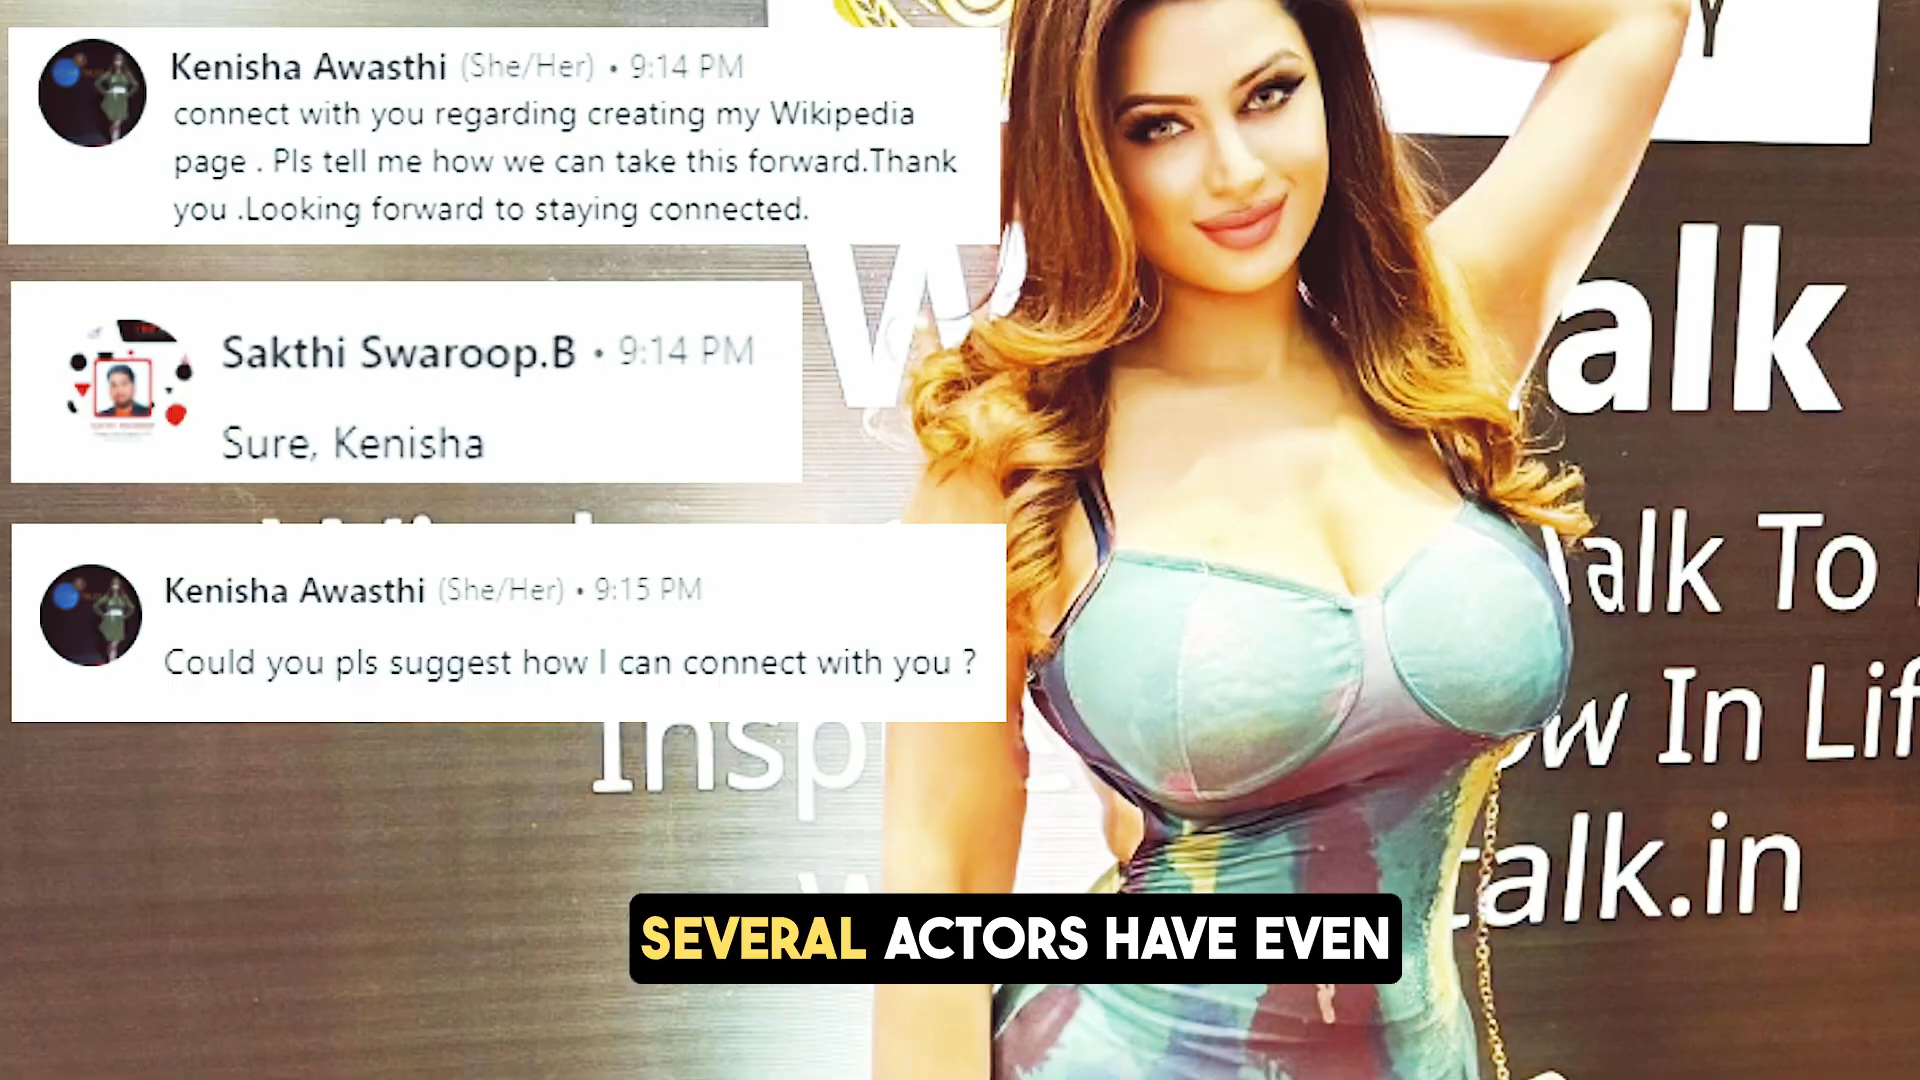 Kenisha Awasthi (She/Her) • 9:14 PM
connect with you regarding creating my Wikipedia
page . Pls tell me how we can take this forward.Thank
you .Looking forward to staying connected.
Sakthi Swaroop.B • 9:14 PM
Sure, Kenisha
Kenisha Awasthi (She/Her) • 9:15 PM
Could you pls suggest how I can connect with you ?
Y
W alk
alk To
Insp w In Lif
talk.in
SEVERAL ACTORS HAVE EVEN